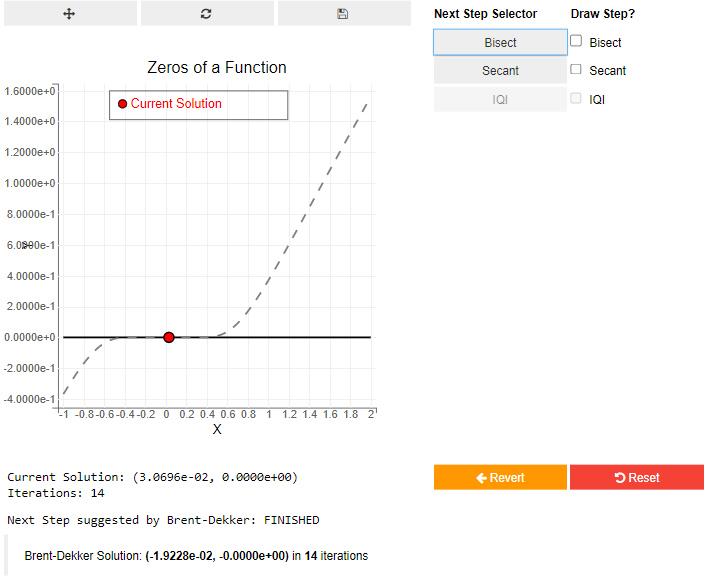 Next Step Selector Draw Step?
Bisect Bisect
Secant Secant
IQI IQI
Zeros of a Function
Current Solution
1.6000e+0
1.4000e+0
1.2000e+0
1.0000e+0
8.0000e-1
6.0000e-1
4.0000e-1
2.0000e-1
0.0000e+0
-2.0000e-1
-4.0000e-1
Y
-1 -0.8 -0.6 -0.4 -0.2 0 0.2 0.4 0.6 0.8 1 1.2 1.4 1.6 1.8 2
X
Current Solution: (3.0696e-02, 0.0000e+00)
Iterations: 14
Revert Reset
Next Step suggested by Brent-Dekker: FINISHED
Brent-Dekker Solution: (-1.9228e-02, -0.0000e+00) in 14 iterations